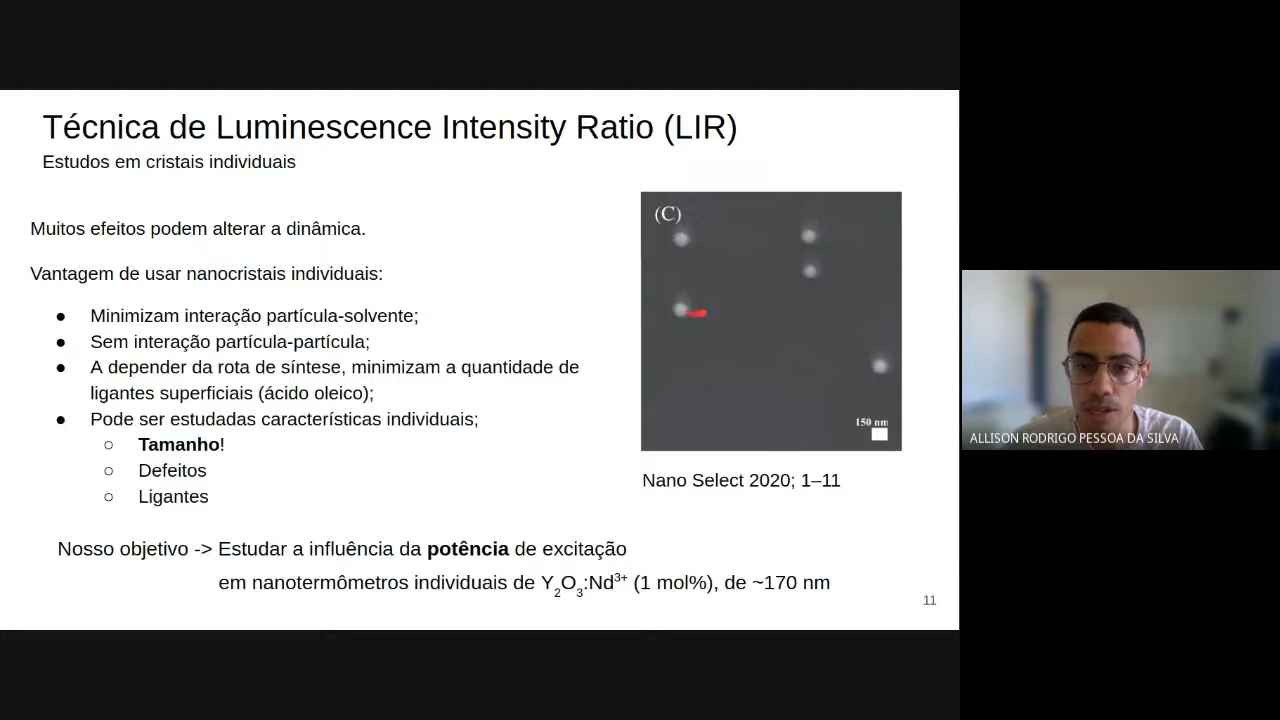 Técnica de Luminescence Intensity Ratio (LIR)
Estudos em cristais individuais
Muitos efeitos podem alterar a dinâmica.
Vantagem de usar nanocristais individuais:
● Minimizam interação partícula-solvente;
● Sem interação partícula-partícula;
● A depender da rota de síntese, minimizam a quantidade de
ligantes superficiais (ácido oleico);
● Pode ser estudadas características individuais;
○ Tamanho!
○ Defeitos
○ Ligantes
(C)
150 nm
Nano Select 2020; 1–11
Nosso objetivo -> Estudar a influência da potência de excitação
em nanotermômetros individuais de Y₂O₃:Nd³⁺ (1 mol%), de ~170 nm
11
ALLISON RODRIGO PESSOA DA SILVA